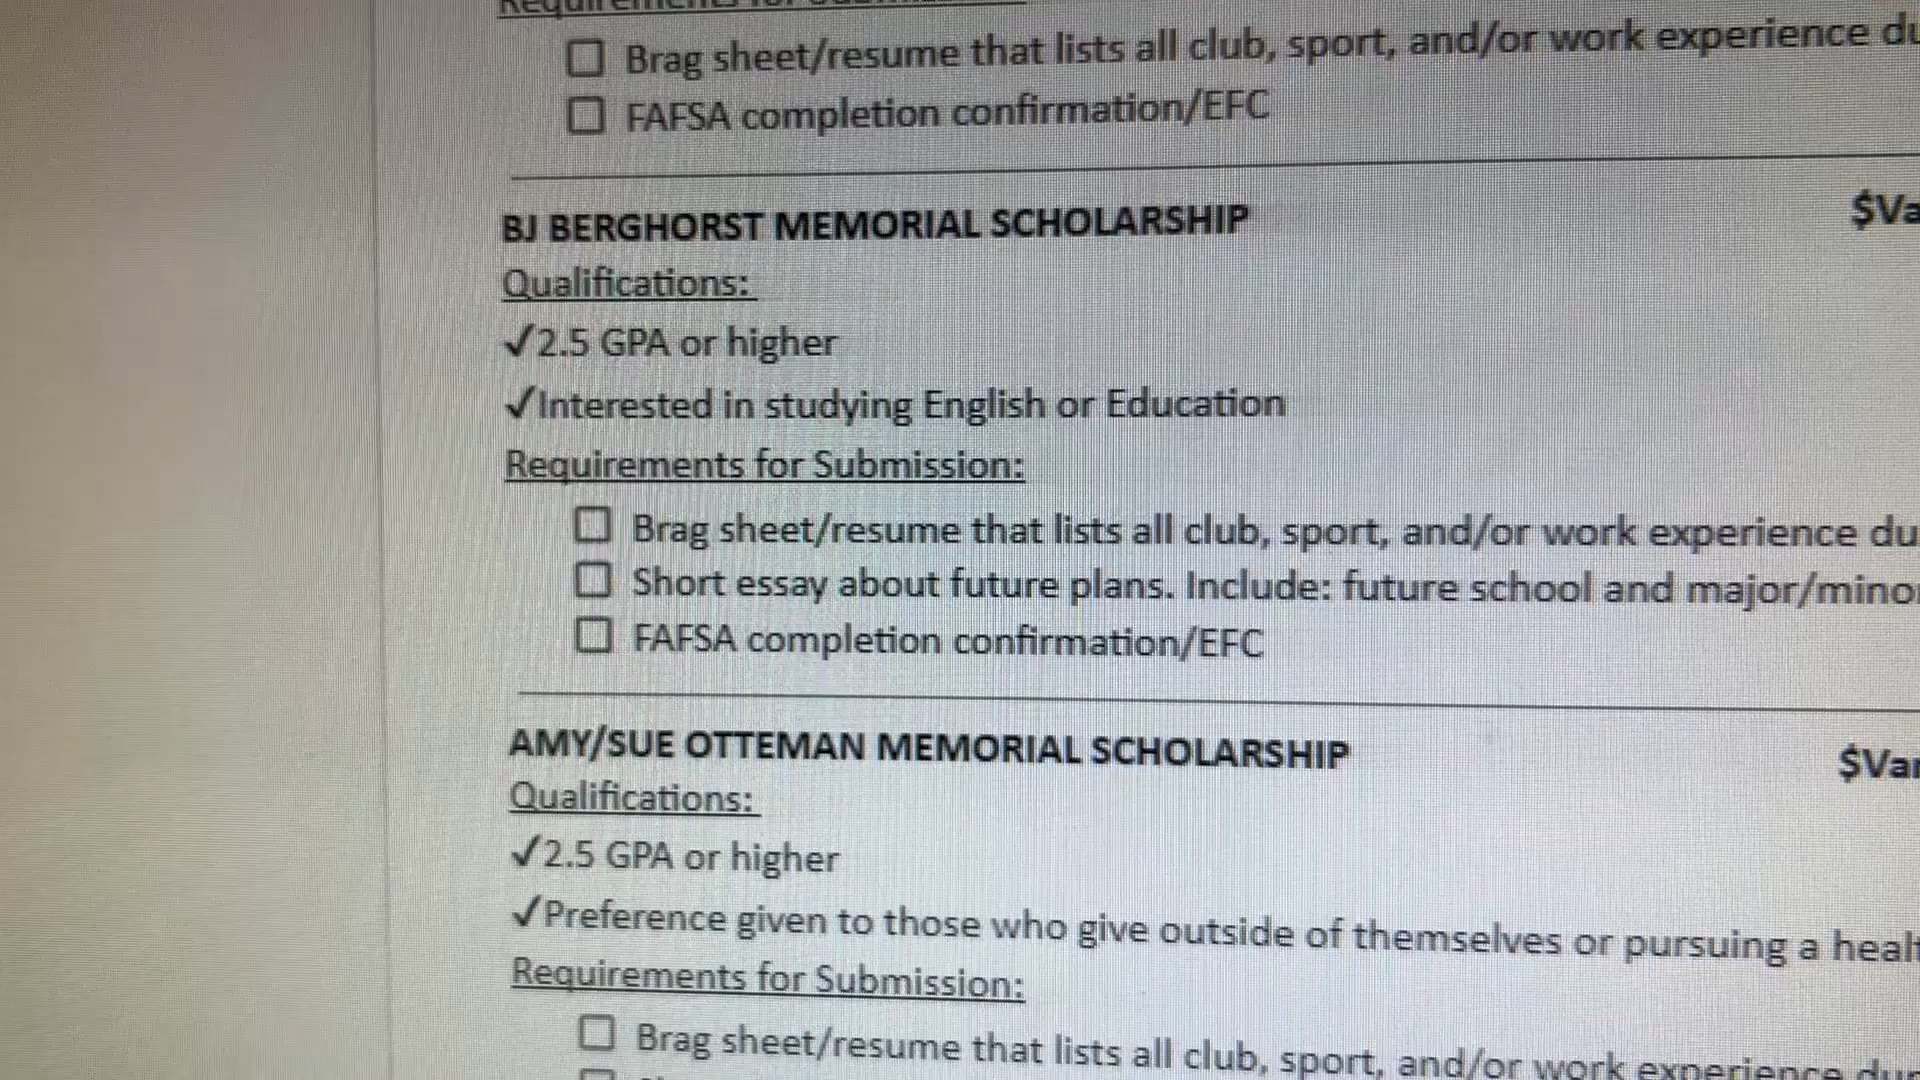 Requirements for
☐ Brag sheet/resume that lists all club, sport, and/or work experience
☐ FAFSA completion confirmation/EFC
BJ BERGHORST MEMORIAL SCHOLARSHIP
Qualifications:
✓2.5 GPA or higher
✓Interested in studying English or Education
Requirements for Submission:
☐ Brag sheet/resume that lists all club, sport, and/or work experience
☐ Short essay about future plans. Include: future school and
☐ FAFSA completion confirmation/EFC
AMY/SUE OTTEMAN MEMORIAL SCHOLARSHIP
Qualifications:
✓2.5 GPA or higher
✓Preference given to those who give outside of themselves or pursuing a
Requirements for Submission:
☐ Brag sheet/resume that lists all club, sport, and/or work experience